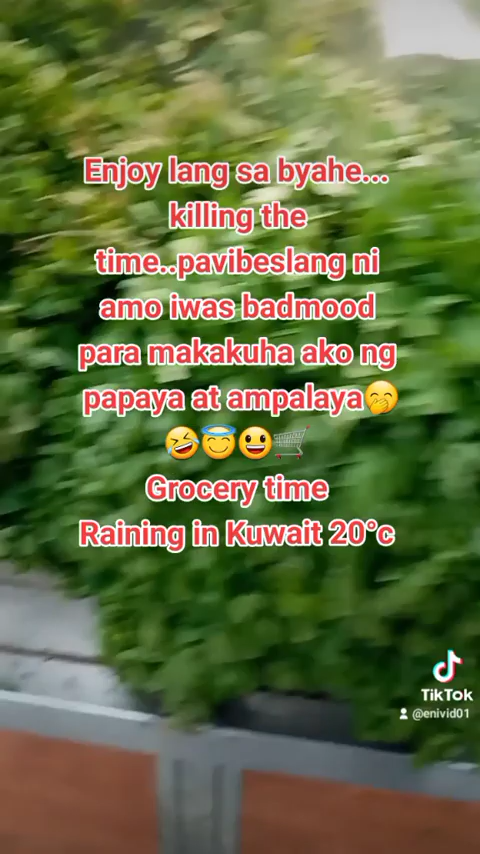 Enjoy lang sa byahe...
killing the
time..pavibeslang ni
amo iwas badmood
para makakuha ako ng
papaya at ampalaya🤭
🤣😇😃🛒
Grocery time
Raining in Kuwait 20°c
TikTok
@enivid01